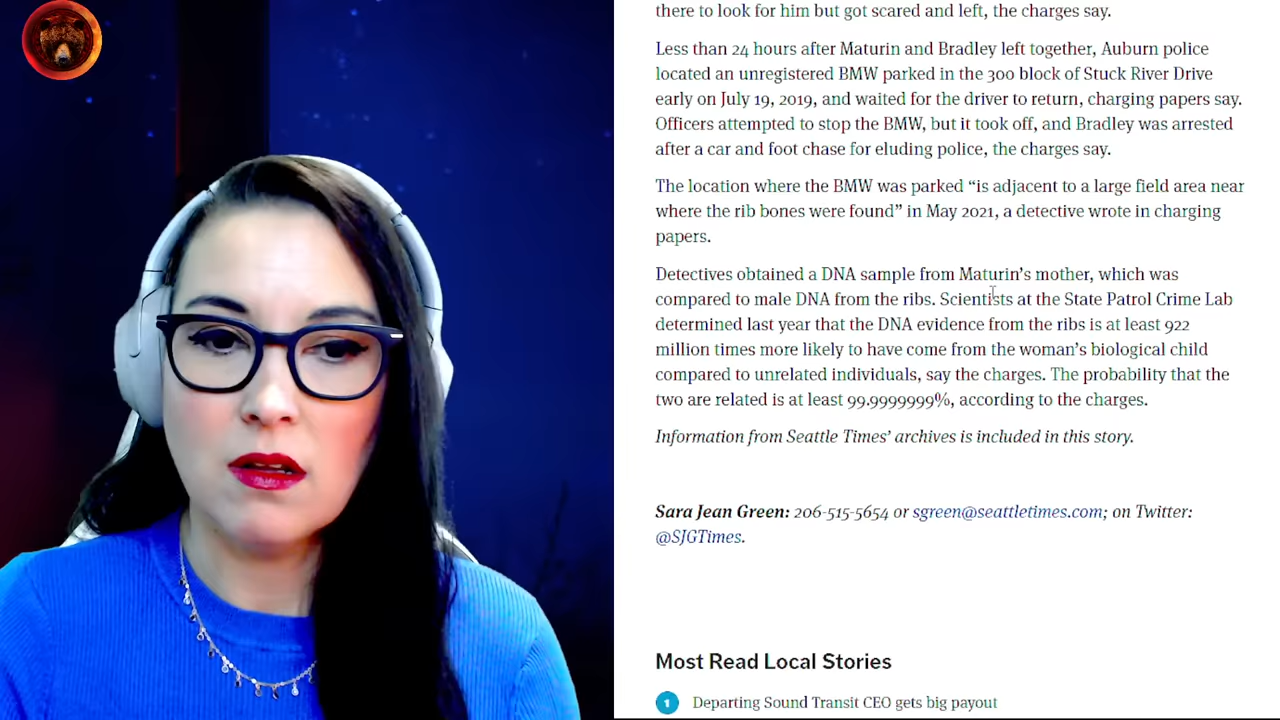 there to look for him but got scared and left, the charges say.
Less than 24 hours after Maturin and Bradley left together, Auburn police
located an unregistered BMW parked in the 300 block of Stuck River Drive
early on July 19, 2019, and waited for the driver to return, charging papers say.
Officers attempted to stop the BMW, but it took off, and Bradley was arrested
after a car and foot chase for eluding police, the charges say.
The location where the BMW was parked “is adjacent to a large field area near
where the rib bones were found” in May 2021, a detective wrote in charging
papers.
Detectives obtained a DNA sample from Maturin’s mother, which was
compared to male DNA from the ribs. Scientists at the State Patrol Crime Lab
determined last year that the DNA evidence from the ribs is at least 922
million times more likely to have come from the woman’s biological child
compared to unrelated individuals, say the charges. The probability that the
two are related is at least 99.9999999%, according to the charges.
Information from Seattle Times’ archives is included in this story.
Sara Jean Green: 206-515-5654 or sgreen@seattletimes.com; on Twitter:
@SJGTimes.
Most Read Local Stories
1 Departing Sound Transit CEO gets big payout